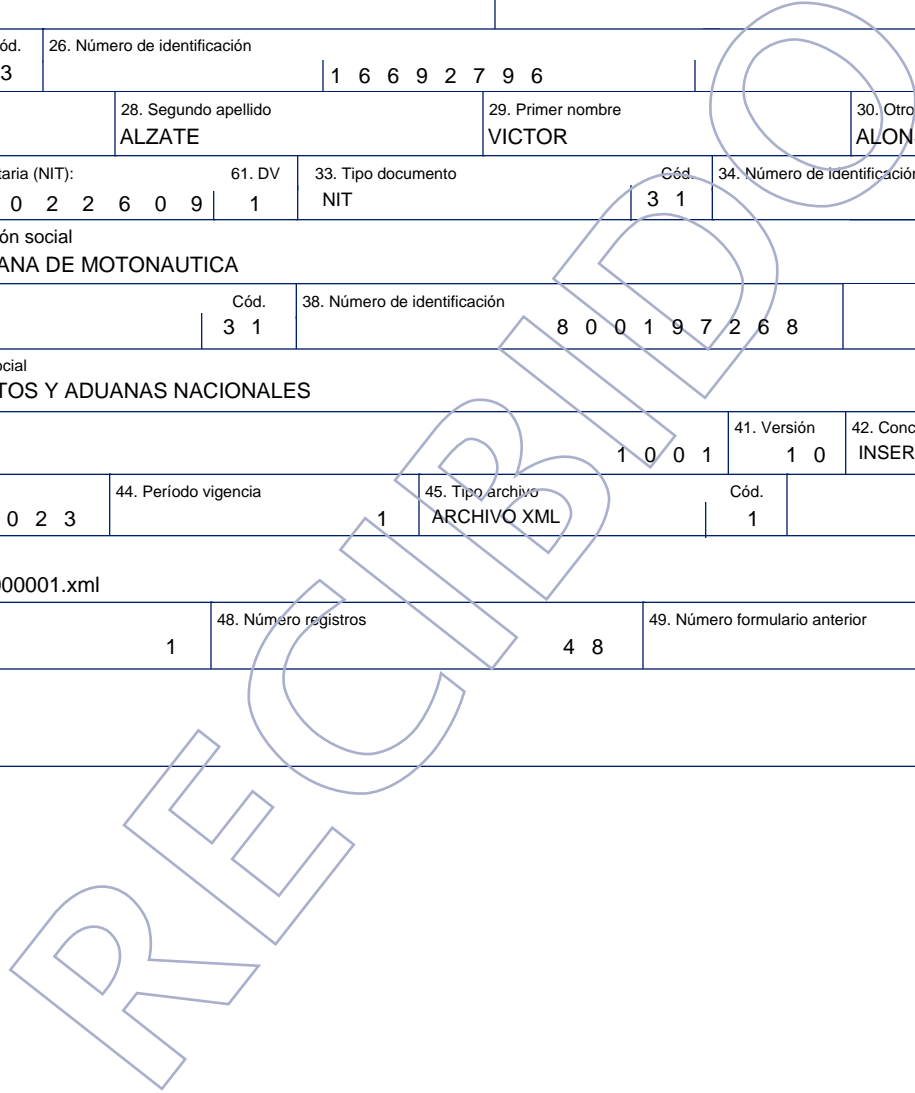 ód. 26. Número de identificación
3 1 6 6 9 2 7 9 6
28. Segundo apellido 29. Primer nombre 30. Otro
ALZATE VICTOR ALON
taria (NIT): 61. DV 33. Tipo documento Cód. 34. Número de identificación
0 2 2 6 0 9 1 NIT 3 1
ón social
ANA DE MOTONAUTICA
Cód. 38. Número de identificación
3 1 8 0 0 1 9 7 2 6 8
ocial
TOS Y ADUANAS NACIONALES
41. Versión 42. Conc
1 0 0 1 1 0 INSER
44. Período vigencia 45. Tipo archivo Cód.
0 2 3 1 ARCHIVO XML 1
000001.xml
48. Número registros 49. Número formulario anterior
1 4 8
RECIBIDO